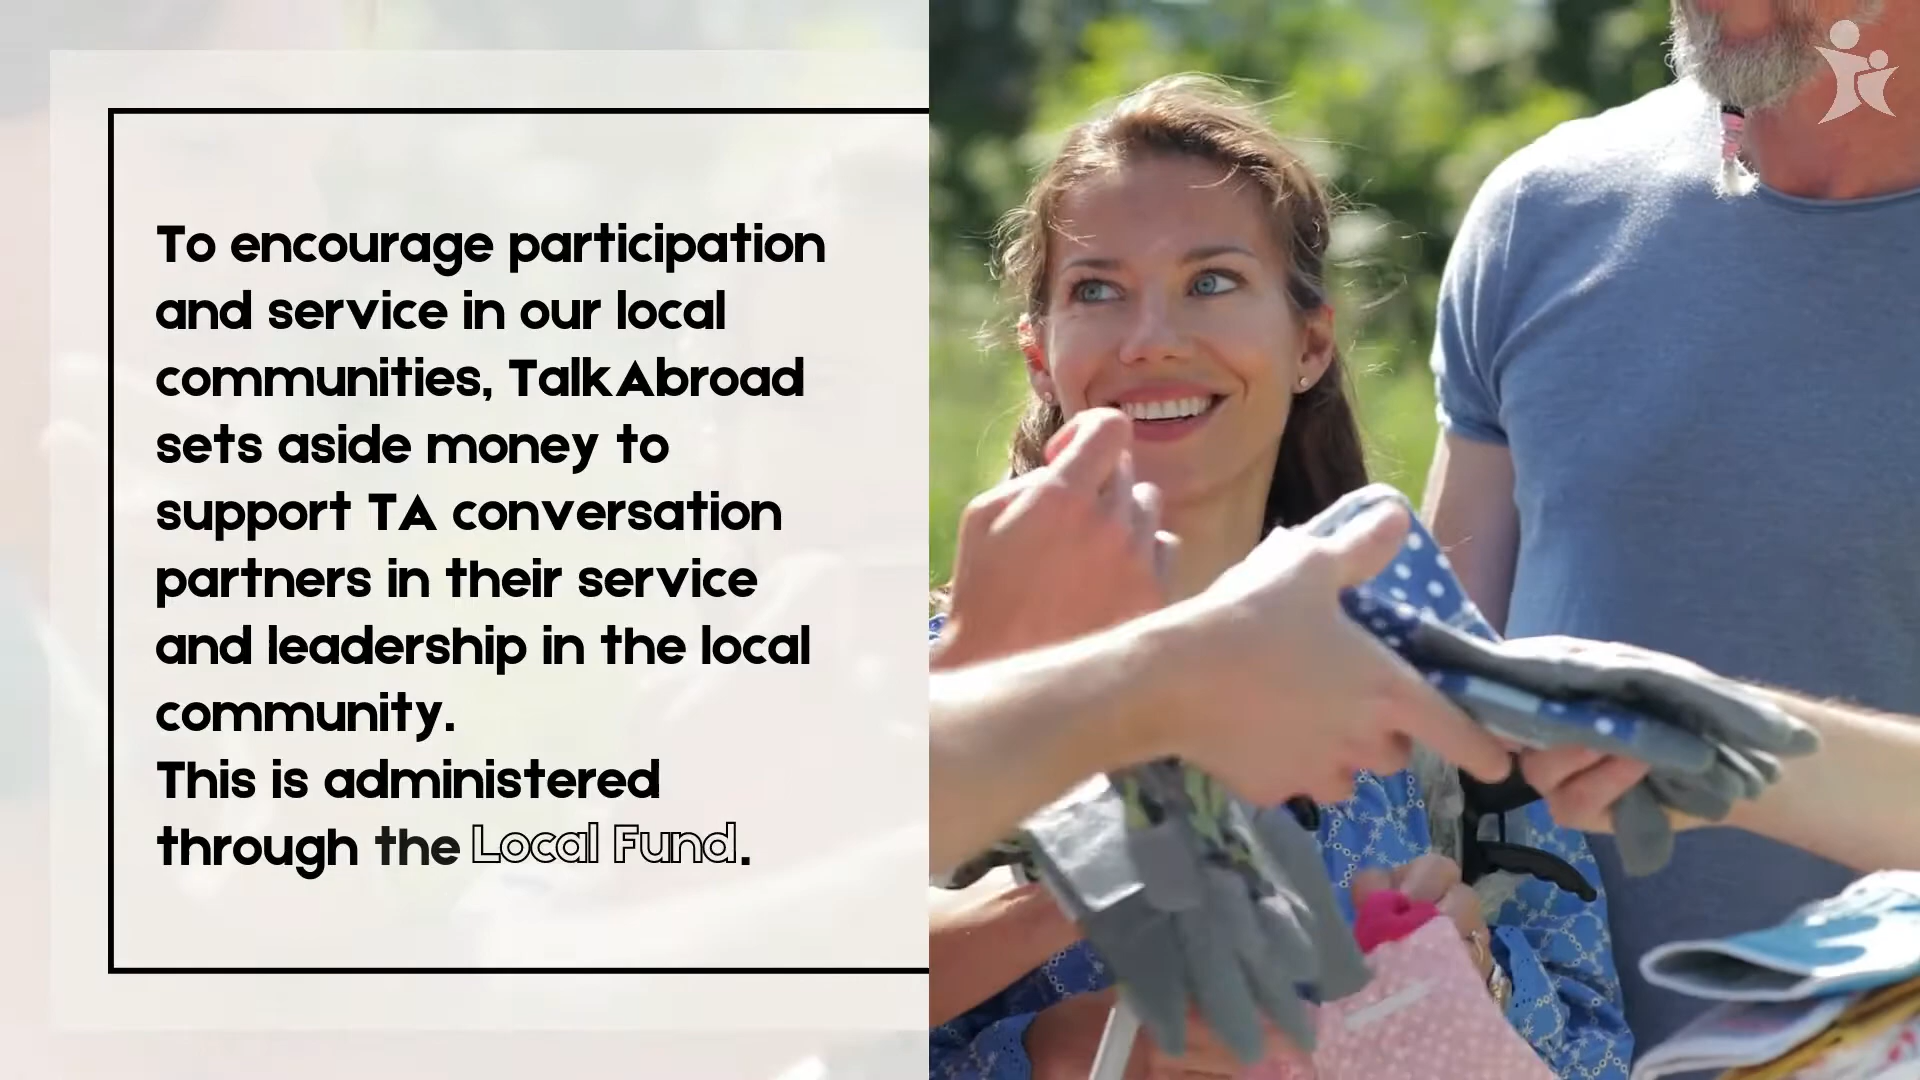 To encourage participation
and service in our local
communities, TalkAbroad
sets aside money to
support TA conversation
partners in their service
and leadership in the local
community.
This is administered
through the Local Fund.